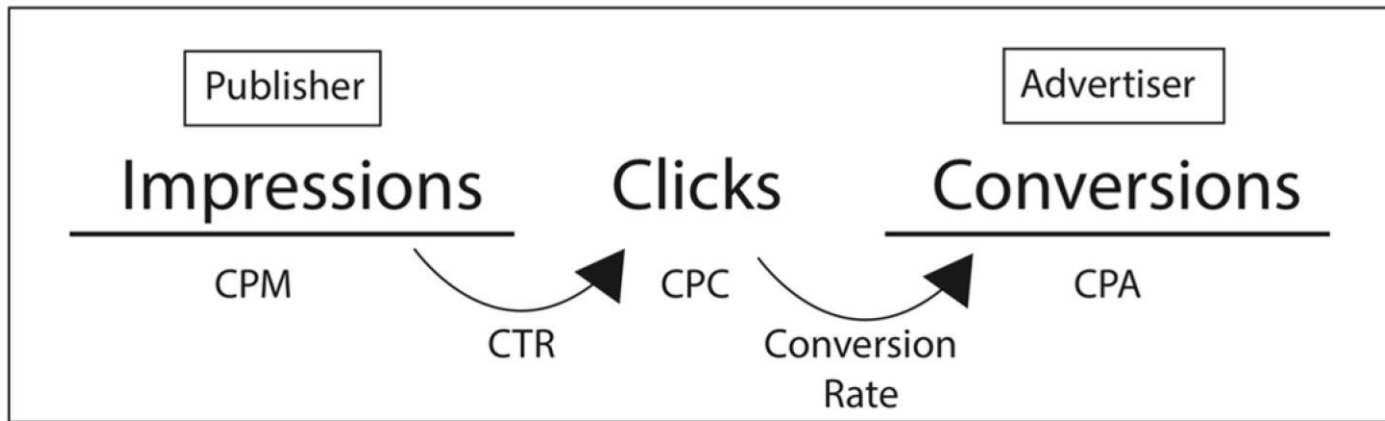 Publisher
Advertiser
Impressions
Clicks
Conversions
CPM
CPC
CPA
CTR
Conversion
Rate